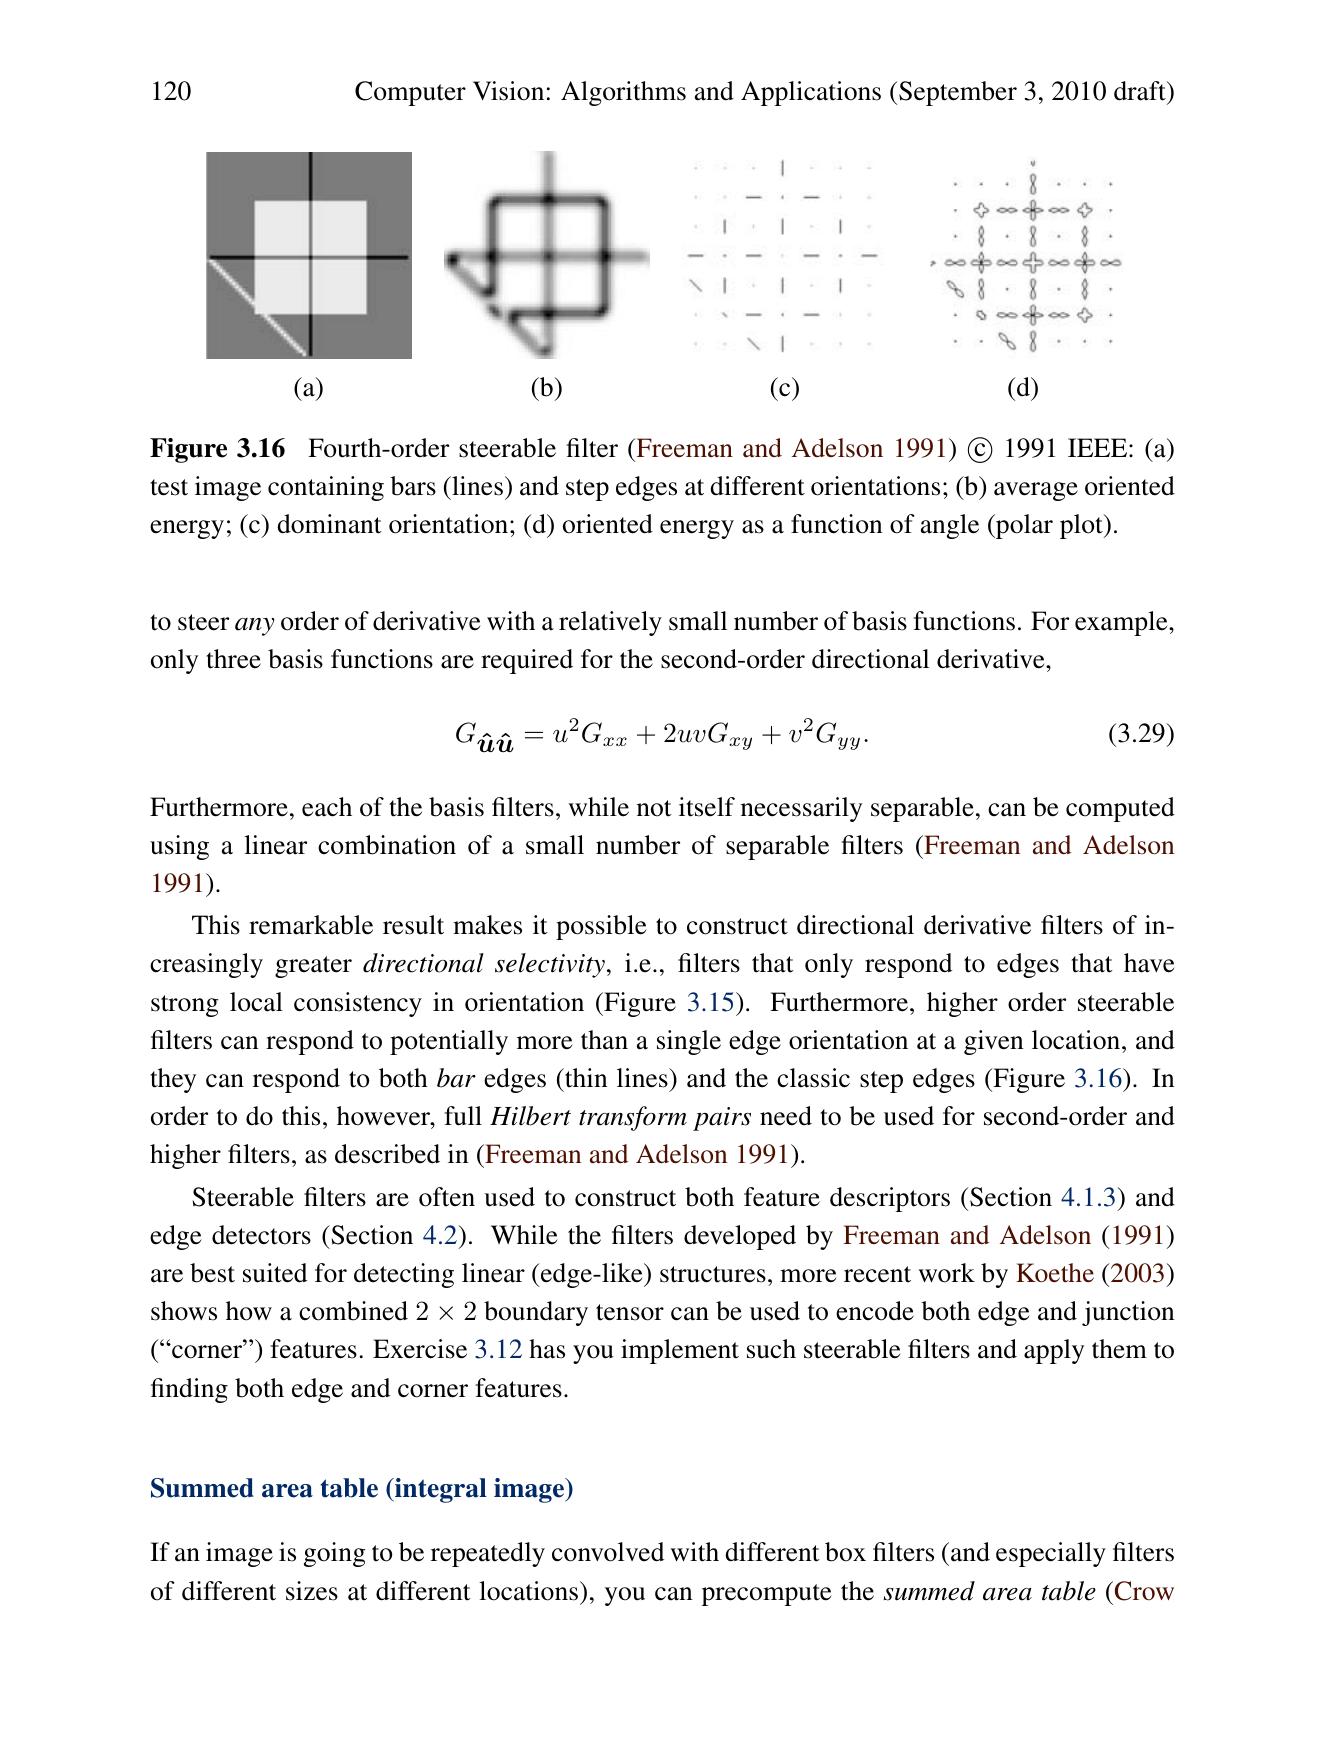 120
Computer Vision: Algorithms and Applications (September 3, 2010 draft)
(a)
(b)
(c)
(d)
Figure 3.16 Fourth-order steerable filter (Freeman and Adelson 1991) © 1991 IEEE: (a)
test image containing bars (lines) and step edges at different orientations; (b) average oriented
energy; (c) dominant orientation; (d) oriented energy as a function of angle (polar plot).
to steer any order of derivative with a relatively small number of basis functions. For example,
only three basis functions are required for the second-order directional derivative,
G_{ûû} = u²G_{xx} + 2uvG_{xy} + v²G_{yy}. (3.29)
Furthermore, each of the basis filters, while not itself necessarily separable, can be computed
using a linear combination of a small number of separable filters (Freeman and Adelson
1991).
This remarkable result makes it possible to construct directional derivative filters of in-
creasingly greater directional selectivity, i.e., filters that only respond to edges that have
strong local consistency in orientation (Figure 3.15). Furthermore, higher order steerable
filters can respond to potentially more than a single edge orientation at a given location, and
they can respond to both bar edges (thin lines) and the classic step edges (Figure 3.16). In
order to do this, however, full Hilbert transform pairs need to be used for second-order and
higher filters, as described in (Freeman and Adelson 1991).
Steerable filters are often used to construct both feature descriptors (Section 4.1.3) and
edge detectors (Section 4.2). While the filters developed by Freeman and Adelson (1991)
are best suited for detecting linear (edge-like) structures, more recent work by Koethe (2003)
shows how a combined 2 × 2 boundary tensor can be used to encode both edge and junction
(“corner”) features. Exercise 3.12 has you implement such steerable filters and apply them to
finding both edge and corner features.
Summed area table (integral image)
If an image is going to be repeatedly convolved with different box filters (and especially filters
of different sizes at different locations), you can precompute the summed area table (Crow